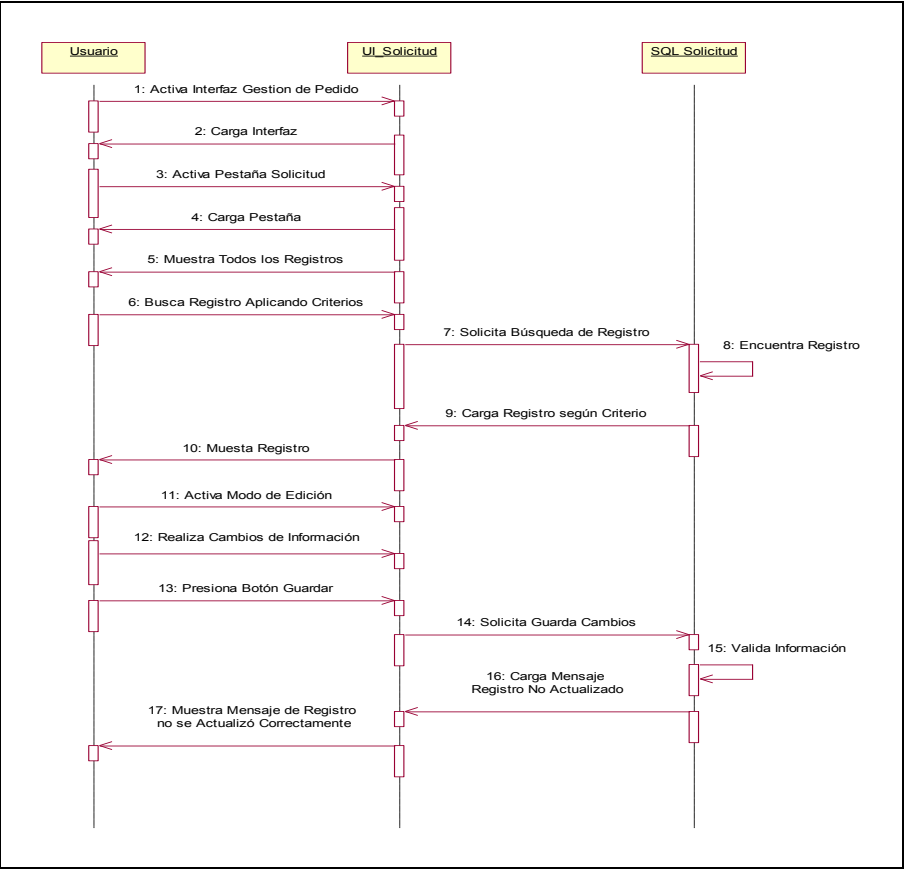 Usuario
UI_Solicitud
SQL Solicitud
1: Activa Interfaz Gestion de Pedido
2: Carga Interfaz
3: Activa Pestaña Solicitud
4: Carga Pestaña
5: Muestra Todos los Registros
6: Busca Registro Aplicando Criterios
7: Solicita Búsqueda de Registro
8: Encuentra Registro
9: Carga Registro según Criterio
10: Muesta Registro
11: Activa Modo de Edición
12: Realiza Cambios de Información
13: Presiona Botón Guardar
14: Solicita Guarda Cambios
15: Valida Información
16: Carga Mensaje
Registro No Actualizado
17: Muestra Mensaje de Registro
no se Actualizó Correctamente